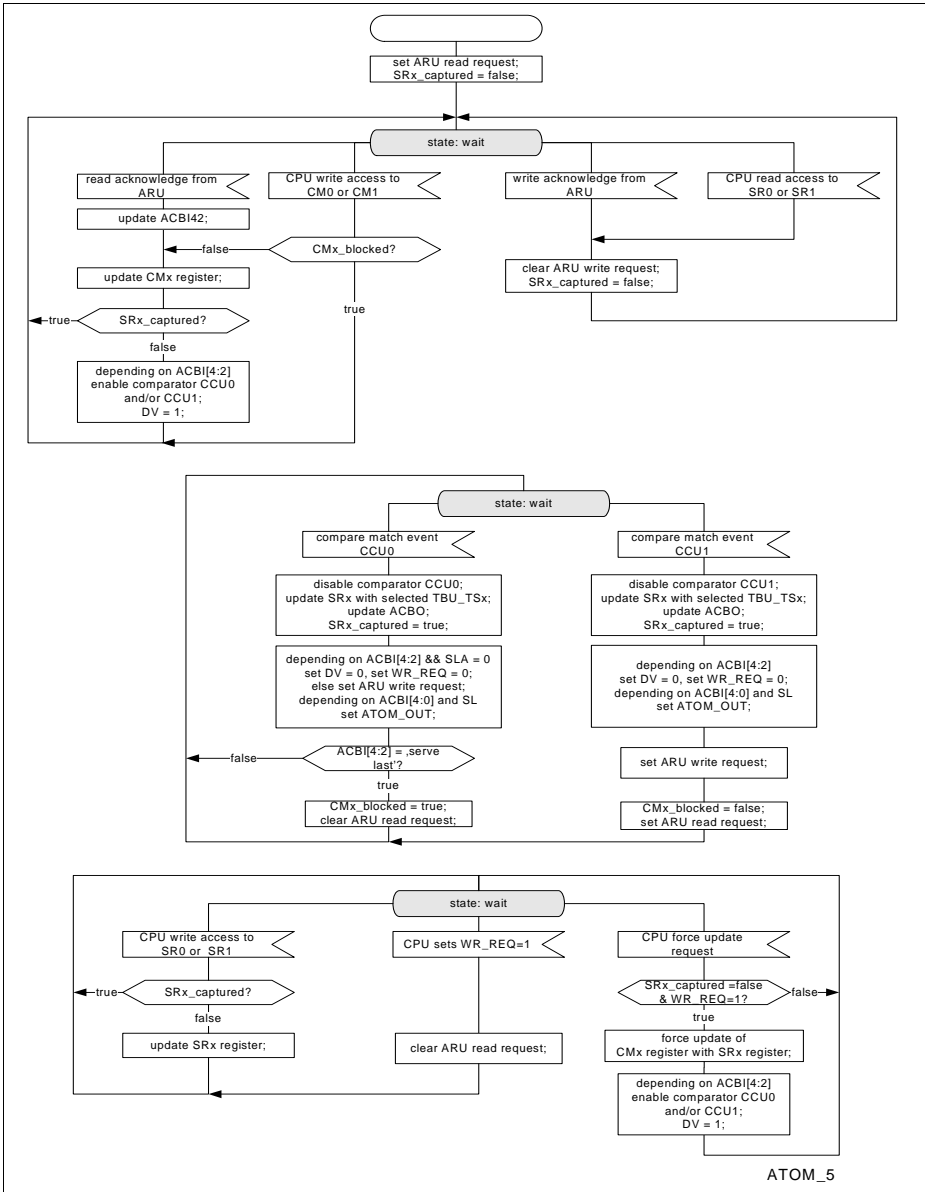 set ARU read request;
SRx_captured = false;
state: wait
read acknowledge from
ARU
CPU write access to
CM0 or CM1
write acknowledge from
ARU
CPU read access to
SR0 or SR1
update ACBI42;
false
CMx_blocked?
update CMx register;
clear ARU write request;
SRx_captured = false;
true
true
SRx_captured?
false
depending on ACBI[4:2]
enable comparator CCU0
and/or CCU1;
DV = 1;
state: wait
compare match event
CCU0
compare match event
CCU1
disable comparator CCU0;
update SRx with selected TBU_TSx;
update ACBO;
SRx_captured = true;
disable comparator CCU1;
update SRx with selected TBU_TSx;
update ACBO;
SRx_captured = true;
depending on ACBI[4:2] && SLA = 0
set DV = 0, set WR_REQ = 0;
else set ARU write request;
depending on ACBI[4:0] and SL
set ATOM_OUT;
depending on ACBI[4:2]
set DV = 0, set WR_REQ = 0;
depending on ACBI[4:0] and SL
set ATOM_OUT;
false
ACBI[4:2] = ‚serve
last'?
set ARU write request;
true
CMx_blocked = true;
clear ARU read request;
CMx_blocked = false;
set ARU read request;
state: wait
CPU write access to
SR0 or SR1
CPU sets WR_REQ=1
CPU force update
request
true
SRx_captured?
SRx_captured =false
& WR_REQ=1?
false
false
true
update SRx register;
clear ARU read request;
force update of
CMx register with SRx register;
depending on ACBI[4:2]
enable comparator CCU0
and/or CCU1;
DV = 1;
ATOM_5